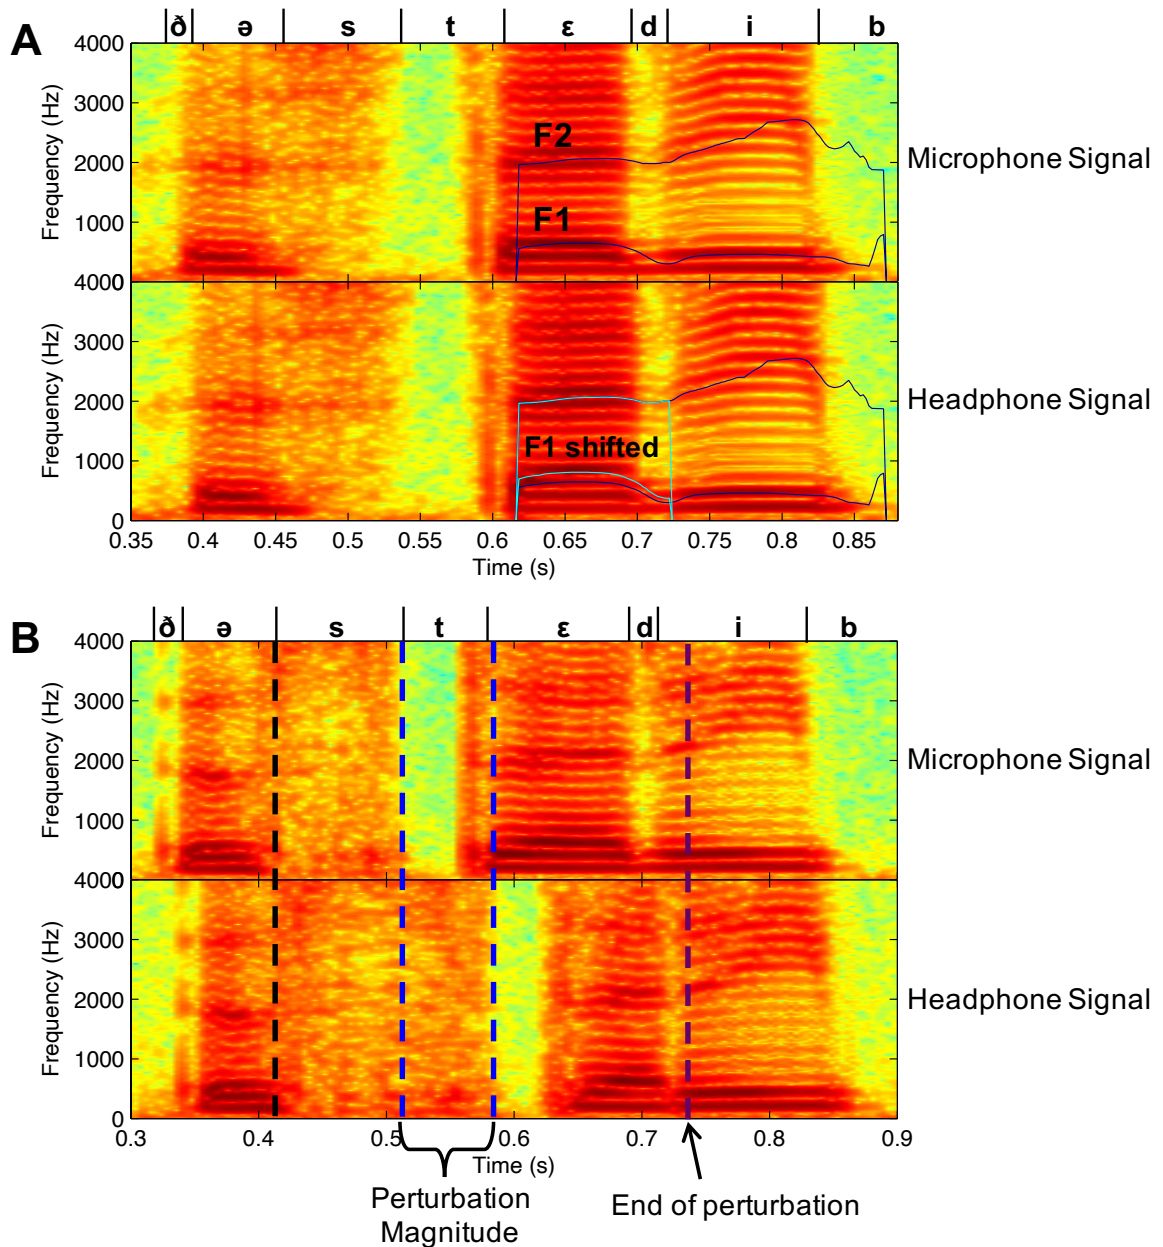 A
ð ə s t ɛ d i b
4000
3000
2000
1000
0
Frequency (Hz)
F2
F1
Microphone Signal
4000
3000
2000
1000
0
Frequency (Hz)
F1 shifted
Headphone Signal
0.35 0.4 0.45 0.5 0.55 0.6 0.65 0.7 0.75 0.8 0.85
Time (s)
B
ð ə s t ɛ d i b
4000
3000
2000
1000
0
Frequency (Hz)
Microphone Signal
4000
3000
2000
1000
0
Frequency (Hz)
Headphone Signal
0.3 0.4 0.5 0.6 0.7 0.8 0.9
Time (s)
Perturbation
Magnitude
End of perturbation